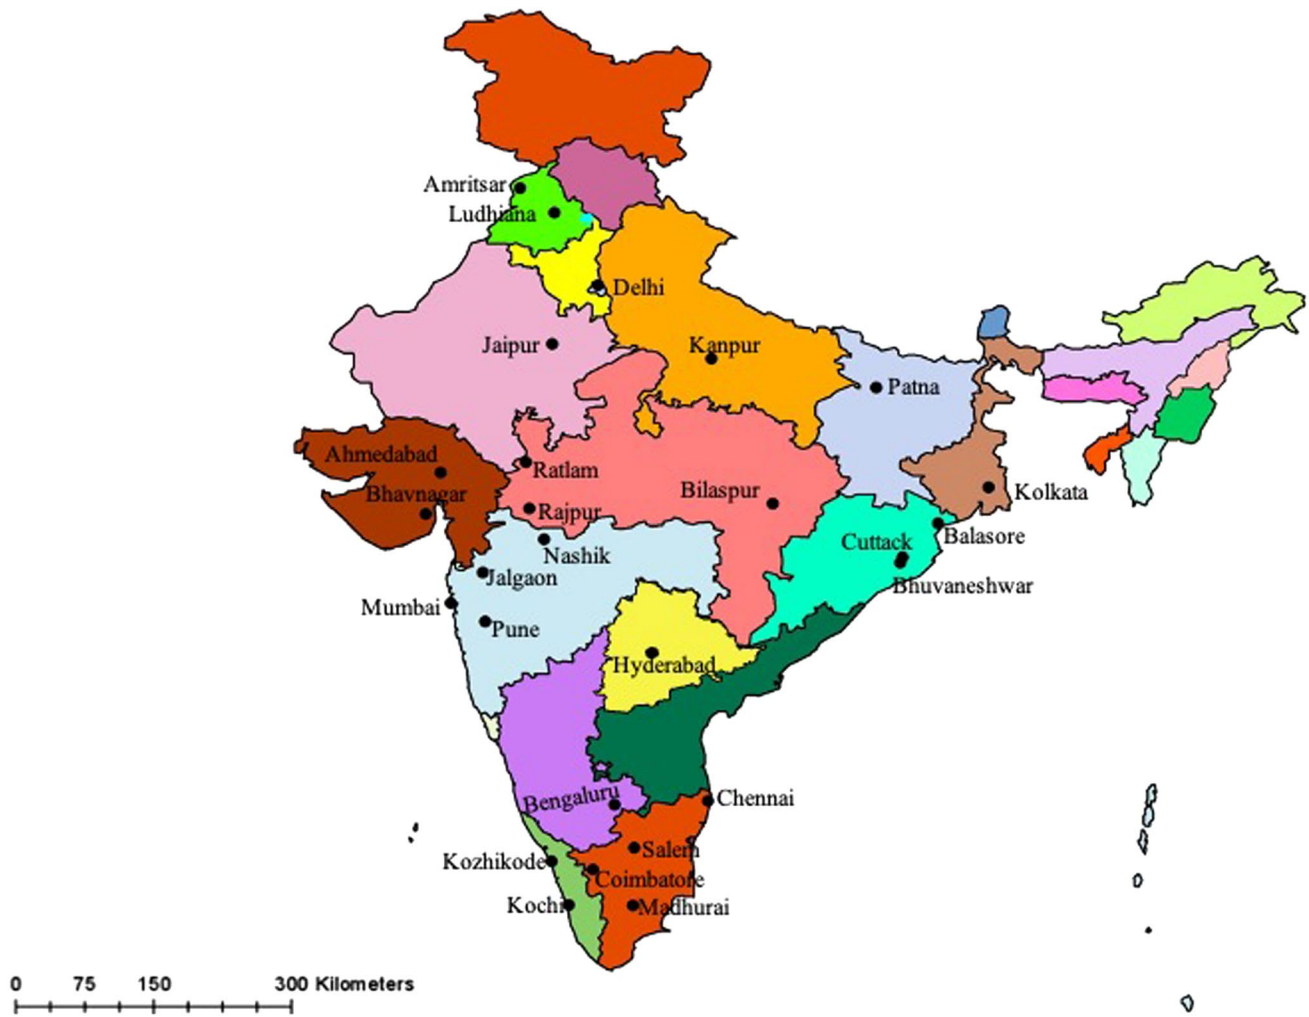 Amritsar
Ludhiana
Delhi
Jaipur
Kanpur
Patna
Ahmedabad
Ratlam
Bhavnagar
Bilaspur
Kolkata
Rajpur
Balasore
Cuttack
Nashik
Jalgaon
Bhuvaneshwar
Mumbai
Pune
Hyderabad
Bengaluru
Chennai
Salem
Kozhikode
Coimbatore
Kochi
Madhurai
0 75 150 300 Kilometers